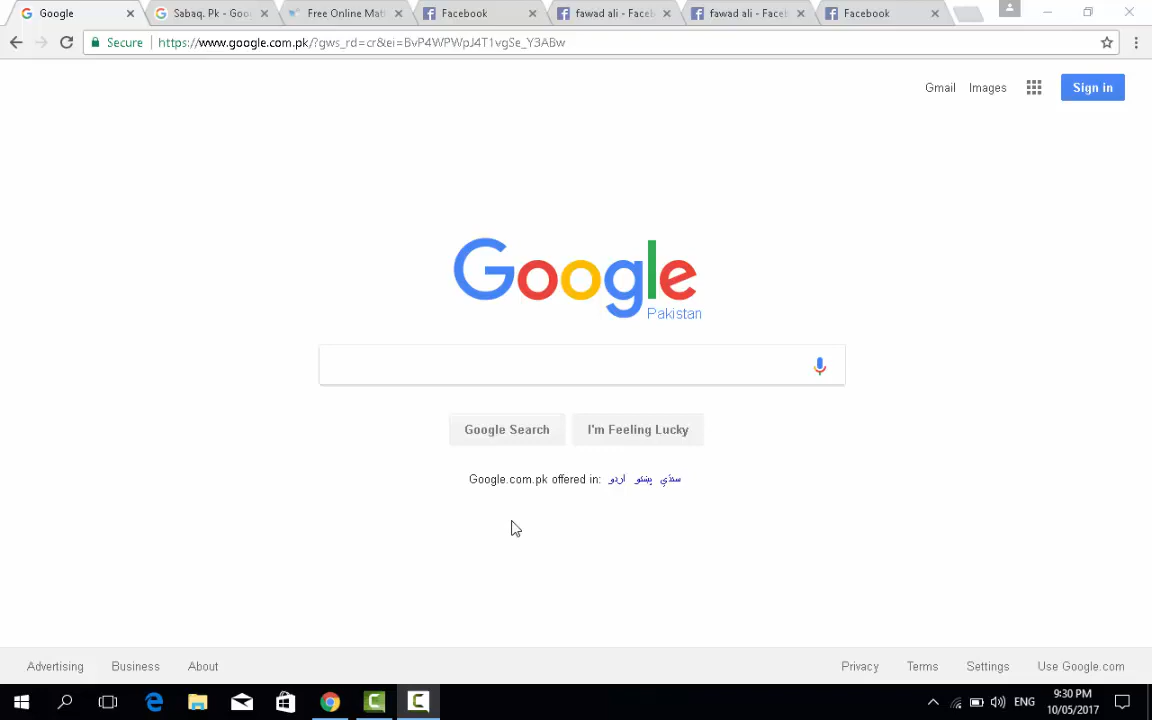 Google
Sabaq. Pk - Goo
Free Online Mat
Facebook
fawad ali - Faceb
fawad ali - Faceb
Facebook
Secure
https://www.google.com.pk/?gws_rd=cr&ei=BvP4WPWpJ4T1vgSe_Y3ABw
Gmail Images Sign in
Google
Pakistan
Google Search I'm Feeling Lucky
Google.com.pk offered in: اردو پښتو سنڌي
Advertising Business About Privacy Terms Settings Use Google.com
ENG
9:30 PM
10/05/2017